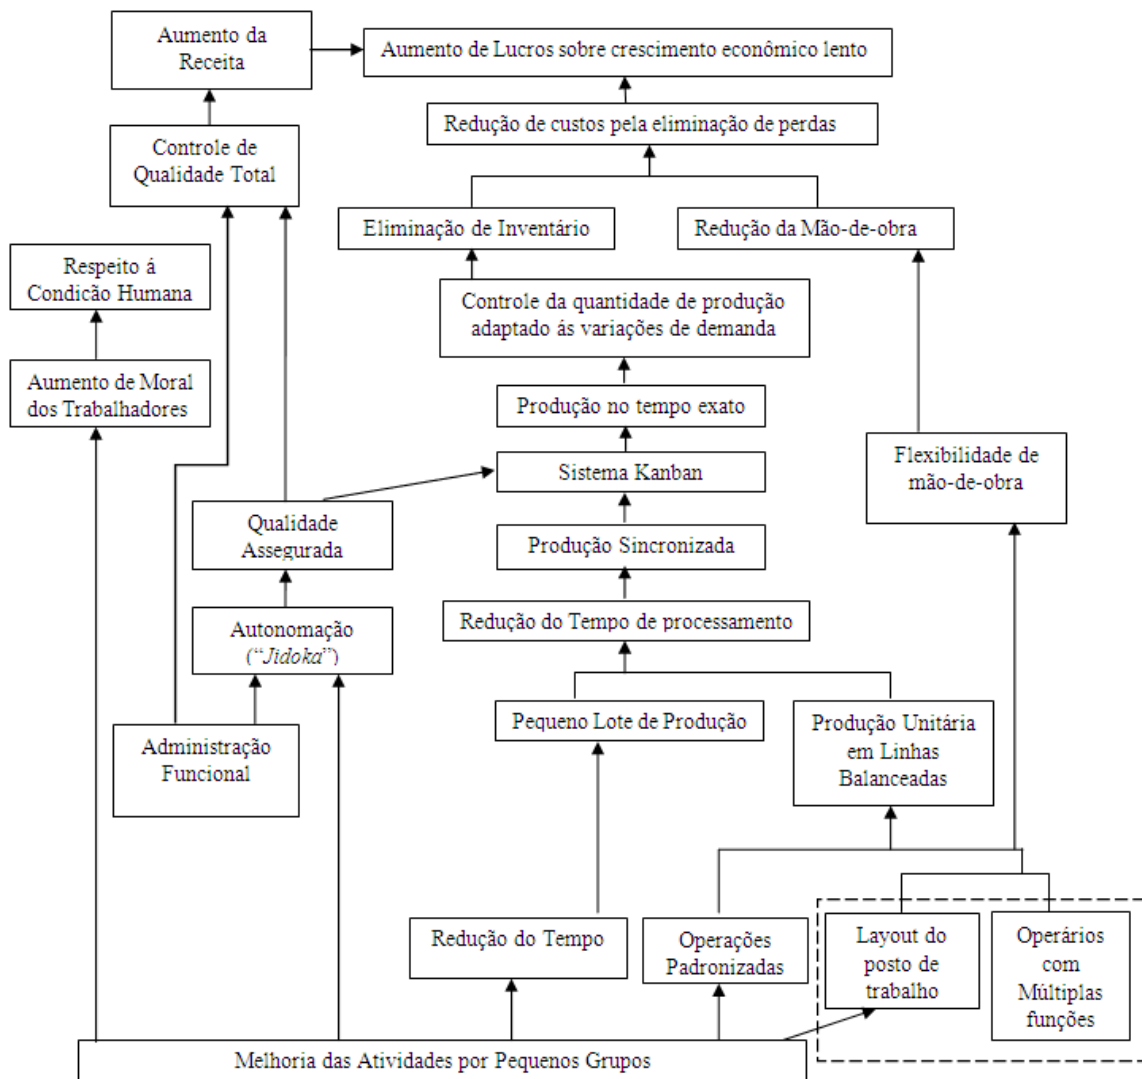 Aumento da
Receita
Aumento de Lucros sobre crescimento econômico lento
Redução de custos pela eliminação de perdas
Controle de
Qualidade Total
Eliminação de Inventário
Redução da Mão-de-obra
Respeito á
Condicão Humana
Controle da quantidade de produção
adaptado ás variações de demanda
Aumento de Moral
dos Trabalhadores
Produção no tempo exato
Flexibilidade de
mão-de-obra
Sistema Kanban
Qualidade
Assegurada
Produção Sincronizada
Redução do Tempo de processamento
Autonomação
(“Jidoka”)
Pequeno Lote de Produção
Produção Unitária
em Linhas
Balanceadas
Administração
Funcional
Redução do Tempo
Operações
Padronizadas
Layout do
posto de
trabalho
Operários
com
Múltiplas
funções
Melhoria das Atividades por Pequenos Grupos